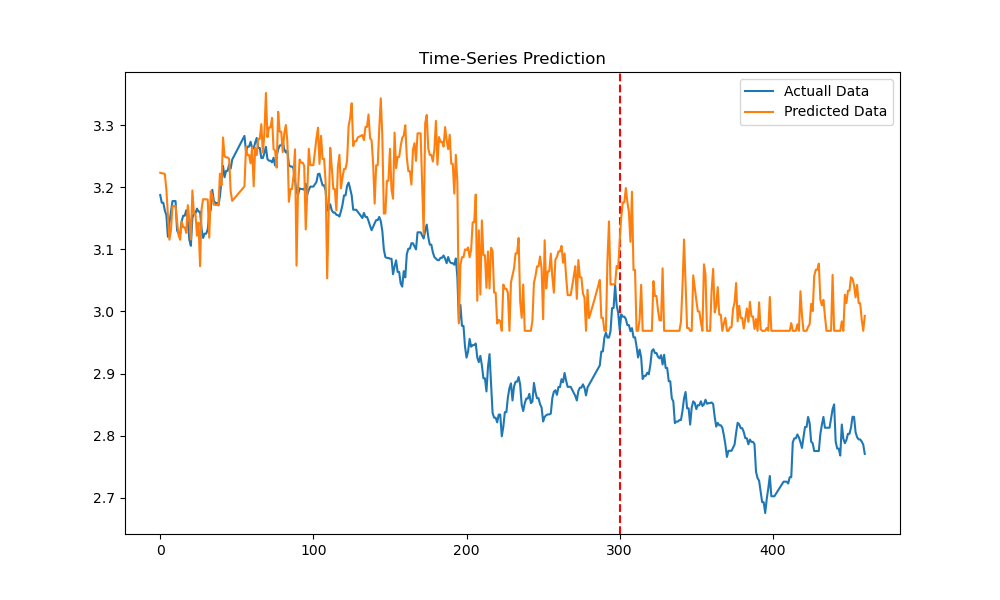 Time-Series Prediction
Actuall Data
Predicted Data
3.3
3.2
3.1
3.0
2.9
2.8
2.7
0 100 200 300 400